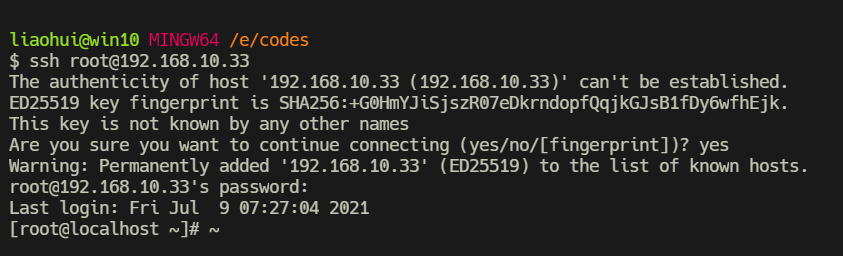 liaohui@win10 MINGW64 /e/codes
$ ssh root@192.168.10.33
The authenticity of host '192.168.10.33 (192.168.10.33)' can't be established.
ED25519 key fingerprint is SHA256:+G0HmYJiSjszR07eDkrndopfQqjkGJsB1fDy6wfhEjk.
This key is not known by any other names
Are you sure you want to continue connecting (yes/no/[fingerprint])? yes
Warning: Permanently added '192.168.10.33' (ED25519) to the list of known hosts.
root@192.168.10.33's password:
Last login: Fri Jul  9 07:27:04 2021
[root@localhost ~]# ~